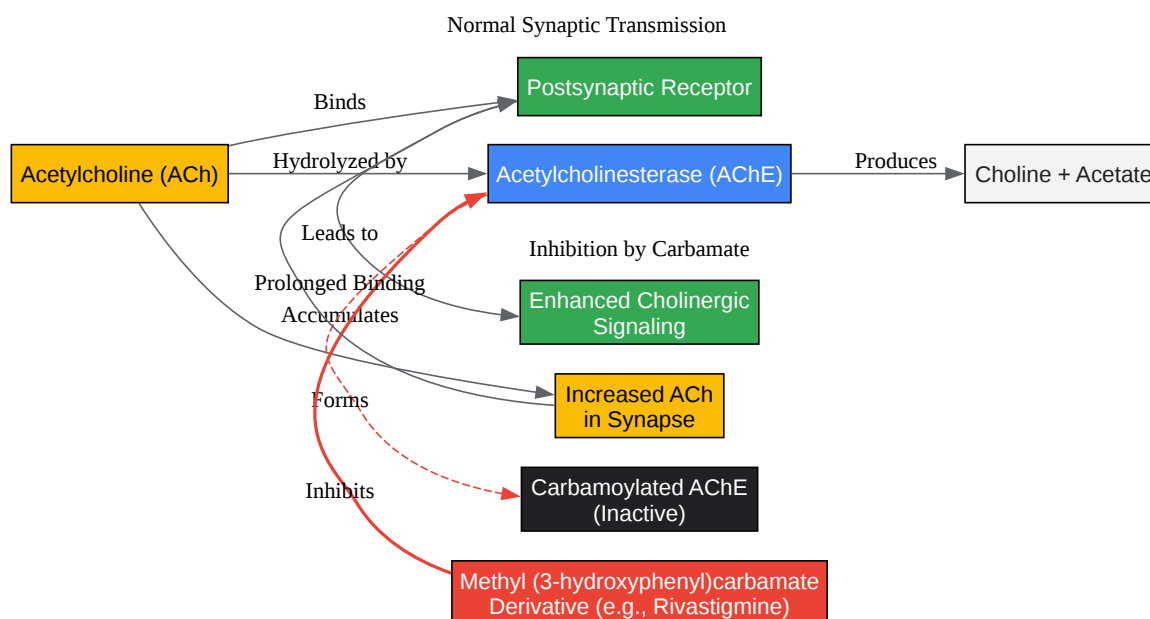 Normal Synaptic Transmission
Postsynaptic Receptor
Binds
Acetylcholine (ACh)
Hydrolyzed by
Acetylcholinesterase (AChE)
Produces
Choline + Acetate
Leads to
Inhibition by Carbamate
Prolonged Binding
Enhanced Cholinergic
Signaling
Accumulates
Increased ACh
in Synapse
Forms
Carbamoylated AChE
(Inactive)
Inhibits
Methyl (3-hydroxyphenyl)carbamate
Derivative (e.g., Rivastigmine)